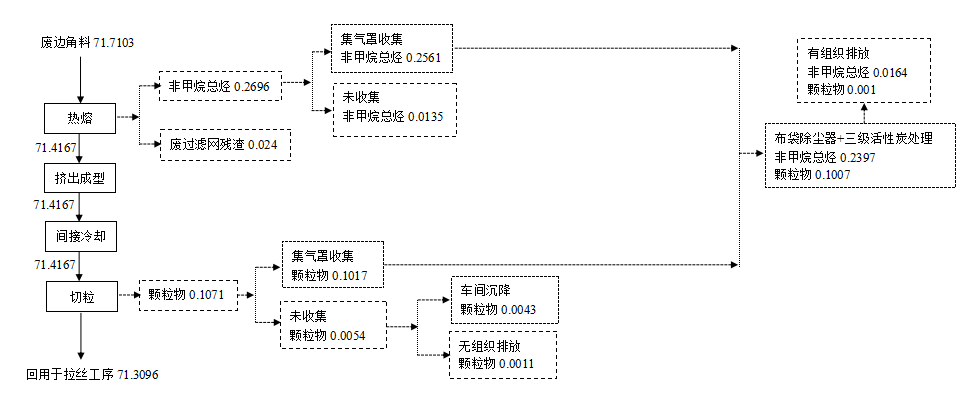 废边角料 71.7103
热熔
71.4167
挤出成型
71.4167
间接冷却
71.4167
切粒
回用于拉丝工序 71.3096
非甲烷总烃 0.2696
废过滤网残渣 0.024
集气罩收集
非甲烷总烃 0.2561
未收集
非甲烷总烃 0.0135
颗粒物 0.1071
集气罩收集
颗粒物 0.1017
未收集
颗粒物 0.0054
车间沉降
颗粒物 0.0043
无组织排放
颗粒物 0.0011
有组织排放
非甲烷总烃 0.0164
颗粒物 0.001
布袋除尘器+三级活性炭处理
非甲烷总烃 0.2397
颗粒物 0.1007